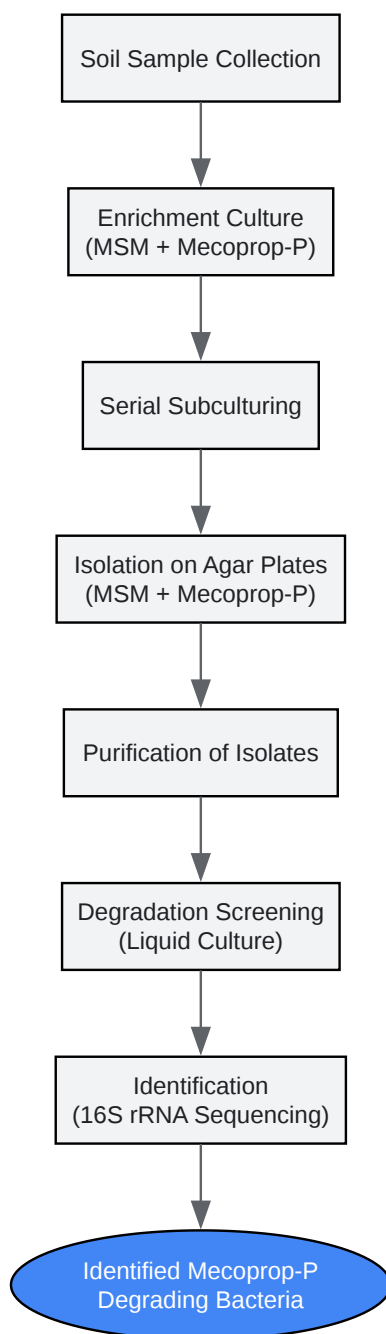 Soil Sample Collection
Enrichment Culture
(MSM + Mecoprop-P)
Serial Subculturing
Isolation on Agar Plates
(MSM + Mecoprop-P)
Purification of Isolates
Degradation Screening
(Liquid Culture)
Identification
(16S rRNA Sequencing)
Identified Mecoprop-P
Degrading Bacteria